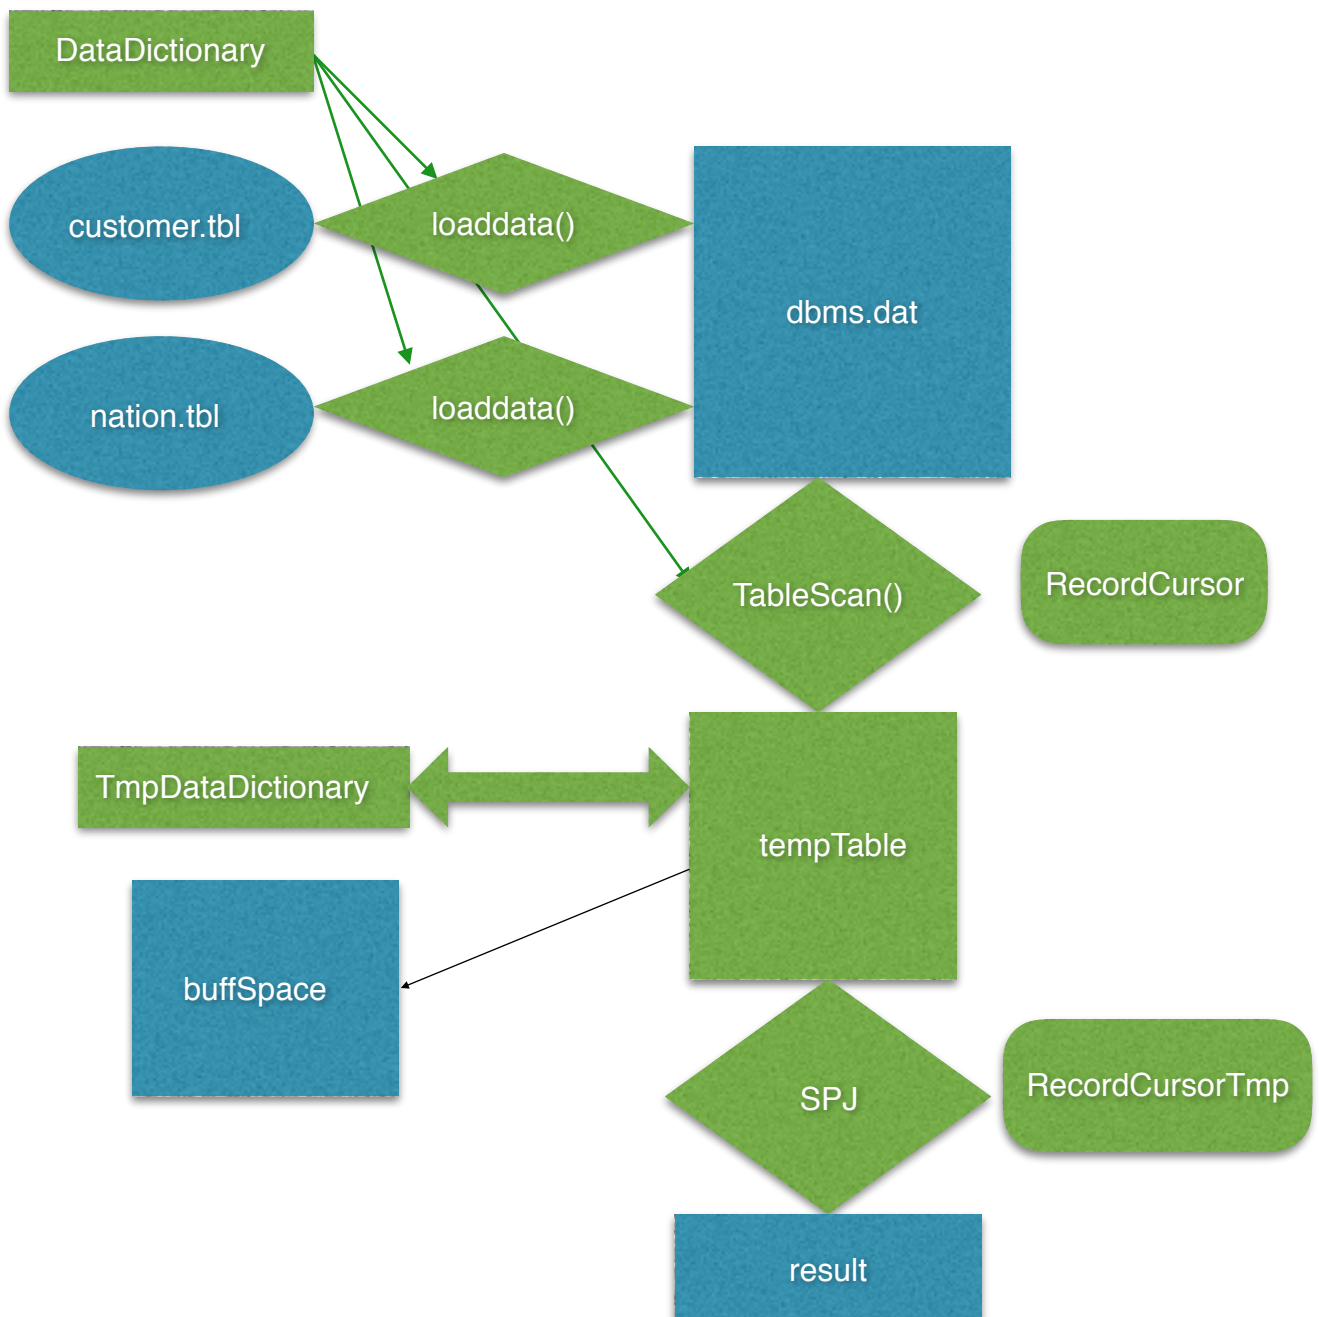 DataDictionary
customer.tbl
loaddata()
dbms.dat
nation.tbl
loaddata()
TableScan()
RecordCursor
TmpDataDictionary
tempTable
buffSpace
SPJ
RecordCursorTmp
result